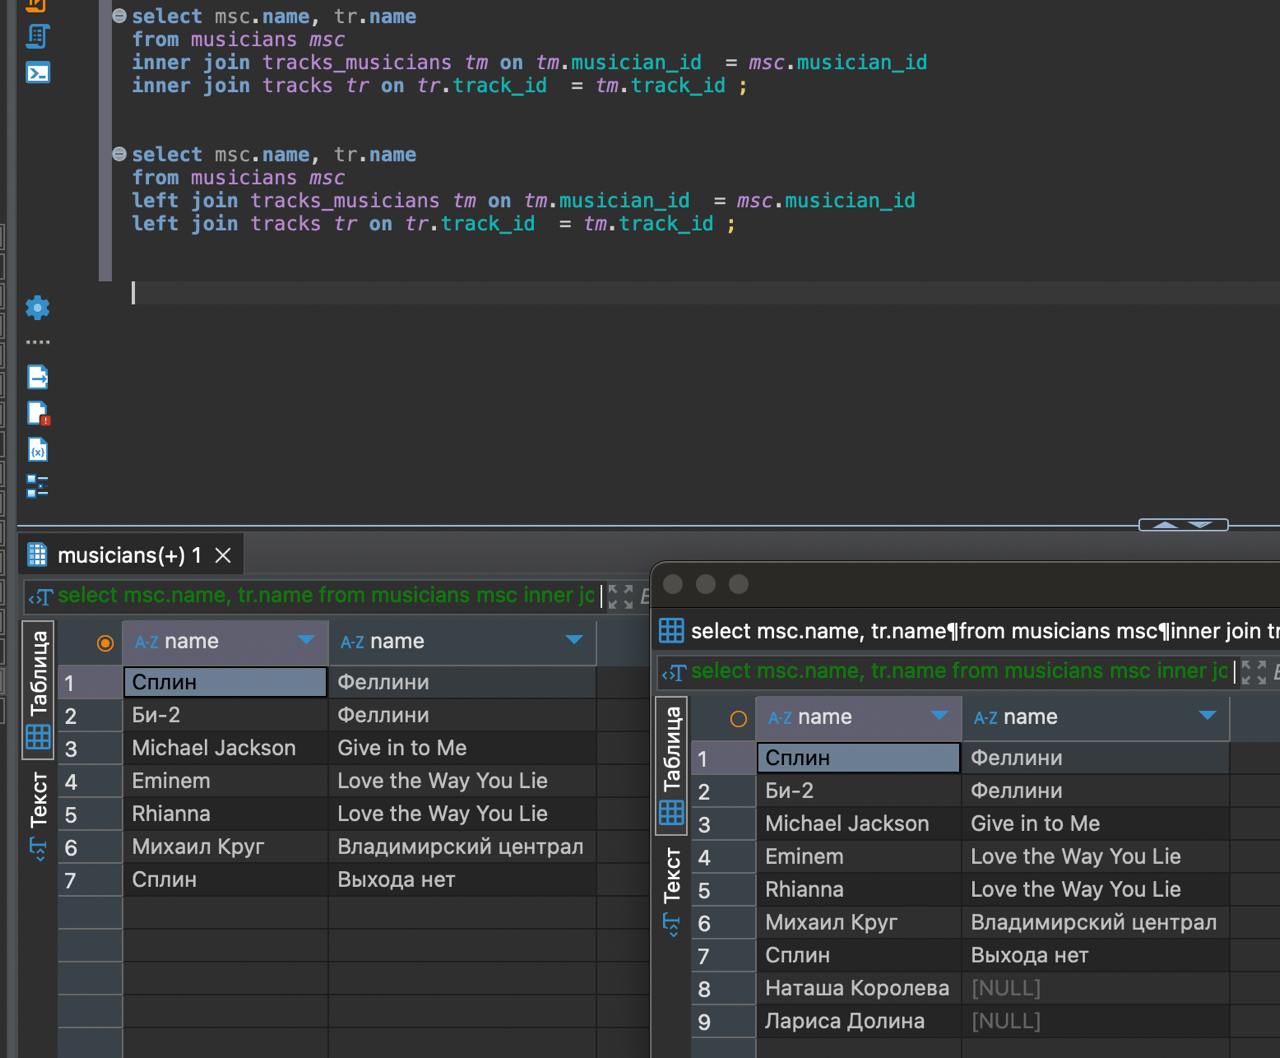 select msc.name, tr.name
from musicians msc
inner join tracks_musicians tm on tm.musician_id  = msc.musician_id
inner join tracks tr on tr.track_id  = tm.track_id ;
select msc.name, tr.name
from musicians msc
left join tracks_musicians tm on tm.musician_id  = msc.musician_id
left join tracks tr on tr.track_id  = tm.track_id ;
musicians(+) 1
select msc.name, tr.name from musicians msc inner jo
Таблица
Текст
A-Z name A-Z name
1 Сплин Феллини
2 Би-2 Феллини
3 Michael Jackson Give in to Me
4 Eminem Love the Way You Lie
5 Rhianna Love the Way You Lie
6 Михаил Круг Владимирский централ
7 Сплин Выхода нет
select msc.name, tr.name¶from musicians msc¶inner join tr
select msc.name, tr.name from musicians msc inner jo
Таблица
Текст
A-Z name A-Z name
1 Сплин Феллини
2 Би-2 Феллини
3 Michael Jackson Give in to Me
4 Eminem Love the Way You Lie
5 Rhianna Love the Way You Lie
6 Михаил Круг Владимирский централ
7 Сплин Выхода нет
8 Наташа Королева [NULL]
9 Лариса Долина [NULL]